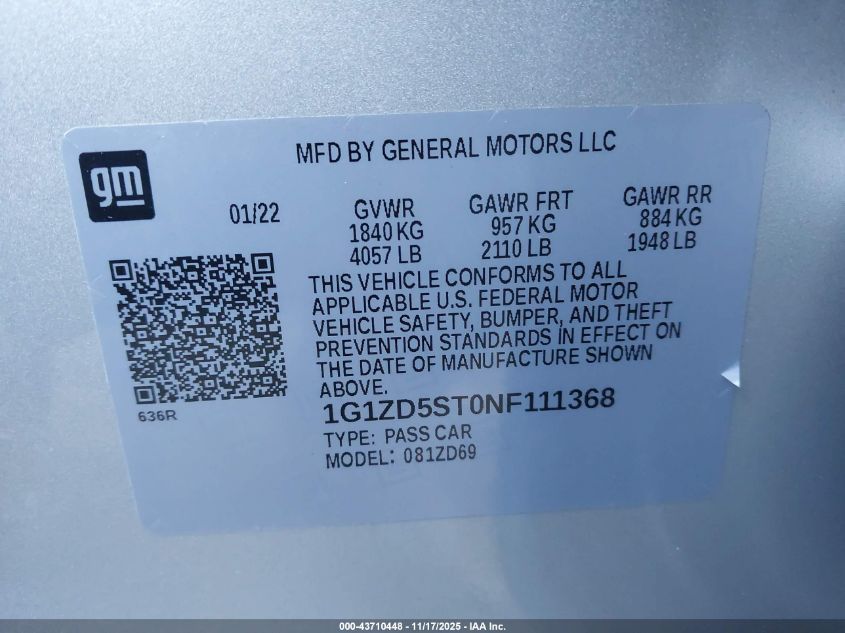 MFD BY GENERAL MOTORS LLC
gm
01/22
GVWR
1840 KG
4057 LB
GAWR FRT
957 KG
2110 LB
GAWR RR
884 KG
1948 LB
THIS VEHICLE CONFORMS TO ALL
APPLICABLE U.S. FEDERAL MOTOR
VEHICLE SAFETY, BUMPER, AND THEFT
PREVENTION STANDARDS IN EFFECT ON
THE DATE OF MANUFACTURE SHOWN
ABOVE.
636R
1G1ZD5ST0NF111368
TYPE: PASS CAR
MODEL: 081ZD69
000-43710448 - 11/17/2025 - IAA Inc.